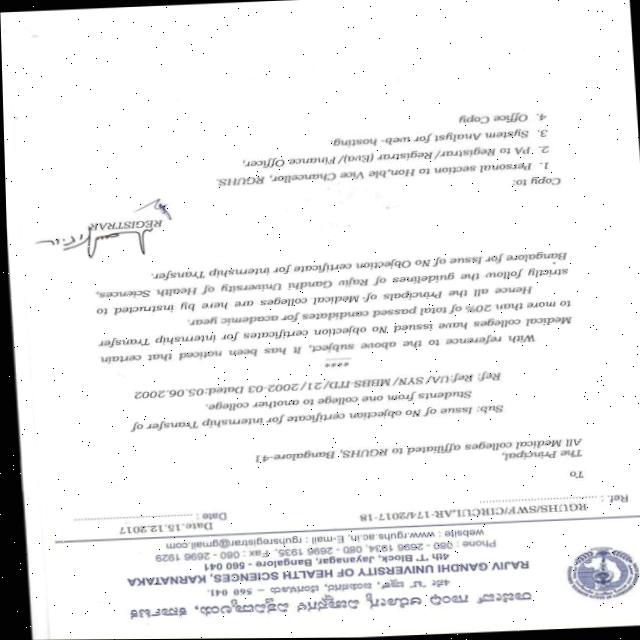 ರಾಜೀವ್ ಗಾಂಧಿ ಆರೋಗ್ಯ ವಿಜ್ಞಾನಗಳ ವಿಶ್ವವಿದ್ಯಾಲಯ, ಕರ್ನಾಟಕ
4ನೇ 'ಟಿ' ಬ್ಲಾಕ್, ಜಯನಗರ, ಬೆಂಗಳೂರು – 560 041.
RAJIV GANDHI UNIVERSITY OF HEALTH SCIENCES, KARNATAKA
4th 'T' Block, Jayanagar, Bangalore - 560 041
Phone : 080 - 2696 1934, 080 - 2696 1935, Fax : 080 - 2696 1929
website : www.rguhs.ac.in, E-mail : rguhsregistrar@gmail.com
RGUHS/SWF/CIRCULAR-174/2017-18 Date.15.12.2017
Ref. : Date :
To
The Principal,
All Medical colleges affiliated to RGUHS, Bangalore-41
Sub: Issue of No objection certificate for internship Transfer of
Students from one college to another college.
Ref: Ref:UA/SYN/MBBS-ITD/21/2002-03 Dated:05.06.2002
****
With reference to the above subject, It has been noticed that certain
Medical colleges have issued No objection certificates for internship Transfer
to more than 20% of total passed candidates for academic year.
Hence all the Principals of Medical colleges are here by instructed to
strictly follow the guidelines of Rajiv Gandhi University of Health Sciences,
Bangalore for Issue of No Objection certificate for internship Transfer.
REGISTRAR
Copy to:
1. Personal section to Hon,ble Vice Chancellor, RGUHS.
2. PA to Registrar/ Registrar (Eva)/ Finance Officer,
3. System Analyst for web- hosting.
4. Office Copy